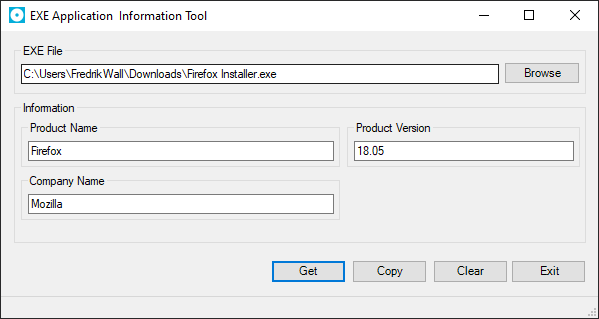 EXE Application  Information Tool
EXE File
C:\Users\FredrikWall\Downloads\Firefox Installer.exe
Browse
Information
Product Name
Product Version
Firefox
18.05
Company Name
Mozilla
Get
Copy
Clear
Exit